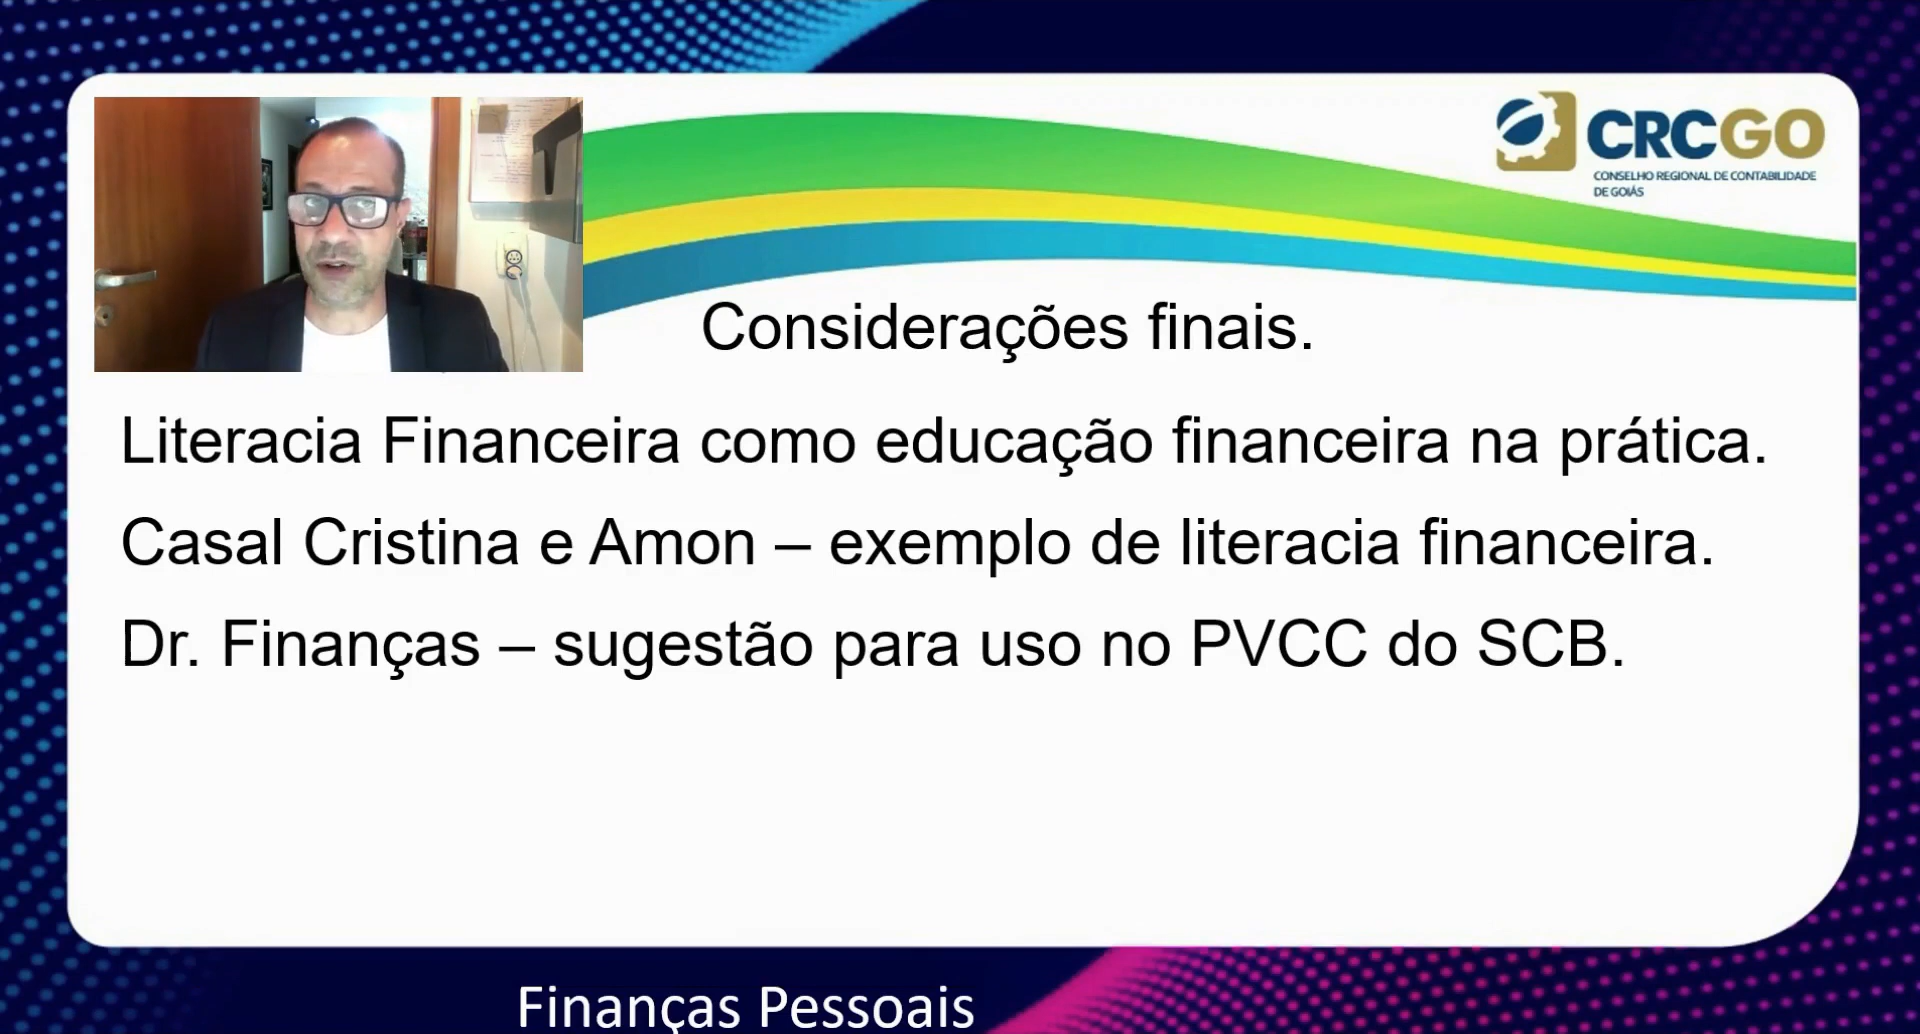 CRCGO
CONSELHO REGIONAL DE CONTABILIDADE
DE GOIÁS
Considerações finais.
Literacia Financeira como educação financeira na prática.
Casal Cristina e Amon – exemplo de literacia financeira.
Dr. Finanças – sugestão para uso no PVCC do SCB.
Finanças Pessoais